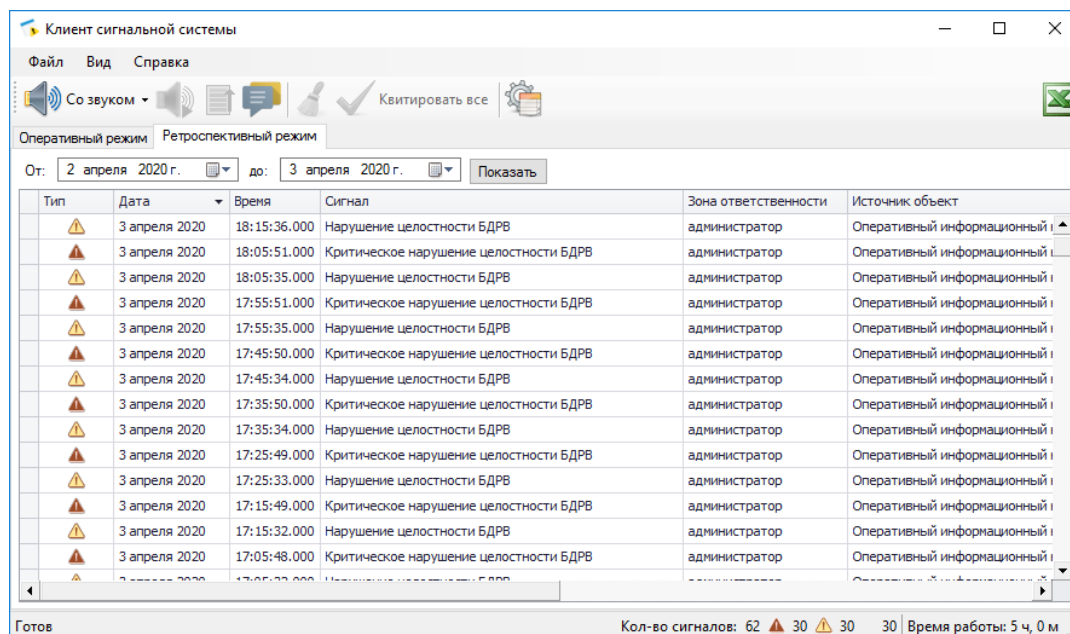 Клиент сигнальной системы
Файл Вид Справка
Со звуком Квитировать все
Оперативный режим Ретроспективный режим
От: 2 апреля 2020 г. до: 3 апреля 2020 г. Показать
Тип Дата Время Сигнал Зона ответственности Источник объект
3 апреля 2020 18:15:36.000 Нарушение целостности БДРВ администратор Оперативный информационный
3 апреля 2020 18:05:51.000 Критическое нарушение целостности БДРВ администратор Оперативный информационный
3 апреля 2020 18:05:35.000 Нарушение целостности БДРВ администратор Оперативный информационный
3 апреля 2020 17:55:51.000 Критическое нарушение целостности БДРВ администратор Оперативный информационный
3 апреля 2020 17:55:35.000 Нарушение целостности БДРВ администратор Оперативный информационный
3 апреля 2020 17:45:50.000 Критическое нарушение целостности БДРВ администратор Оперативный информационный
3 апреля 2020 17:45:34.000 Нарушение целостности БДРВ администратор Оперативный информационный
3 апреля 2020 17:35:50.000 Критическое нарушение целостности БДРВ администратор Оперативный информационный
3 апреля 2020 17:35:34.000 Нарушение целостности БДРВ администратор Оперативный информационный
3 апреля 2020 17:25:49.000 Критическое нарушение целостности БДРВ администратор Оперативный информационный
3 апреля 2020 17:25:33.000 Нарушение целостности БДРВ администратор Оперативный информационный
3 апреля 2020 17:15:49.000 Критическое нарушение целостности БДРВ администратор Оперативный информационный
3 апреля 2020 17:15:32.000 Нарушение целостности БДРВ администратор Оперативный информационный
3 апреля 2020 17:05:48.000 Критическое нарушение целостности БДРВ администратор Оперативный информационный
Готов Кол-во сигналов: 62 30 30 30 Время работы: 5 ч, 0 м